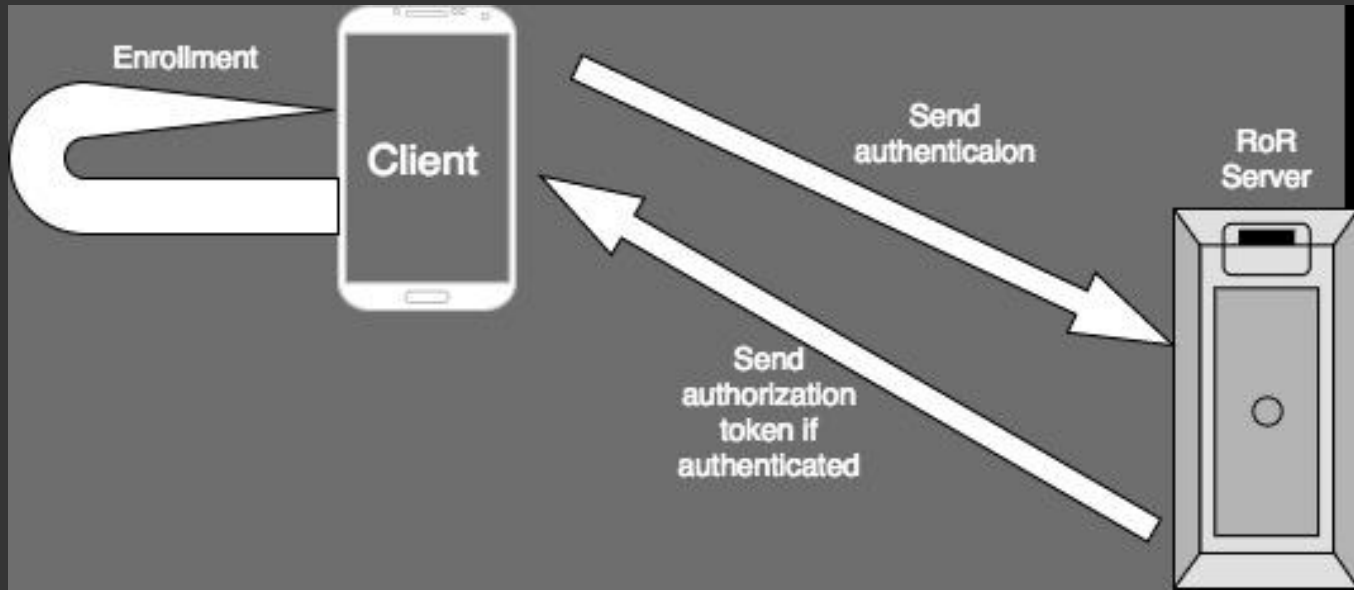 Enrollment
Client
Send
authenticaion
RoR
Server
Send
authorization
token if
authenticated